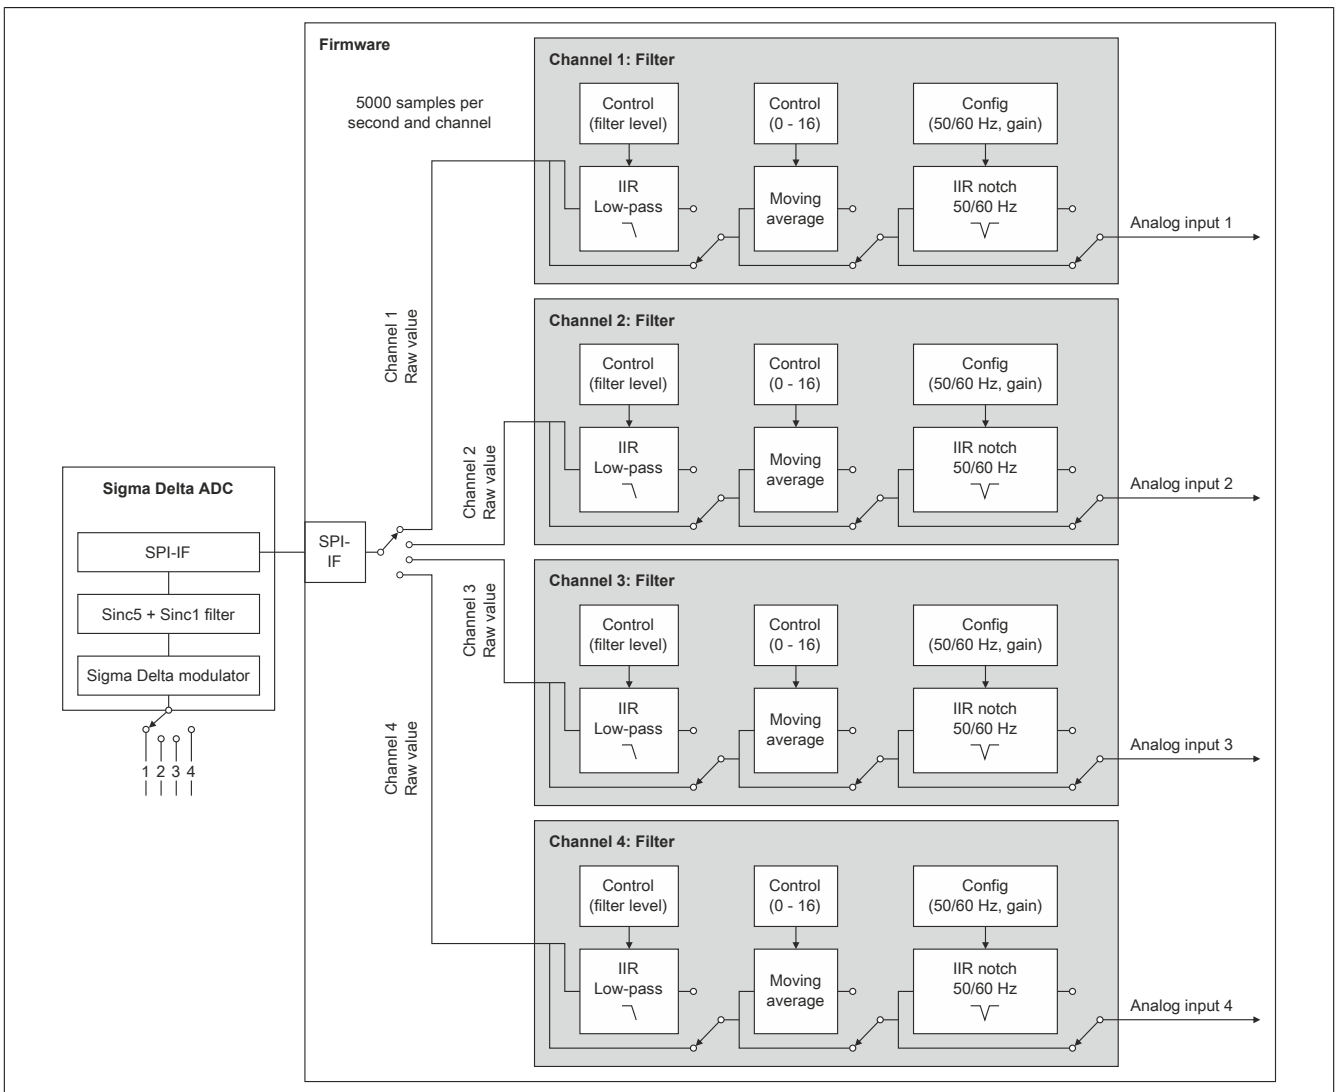 Firmware
5000 samples per
second and channel
Channel 1: Filter
Control
(filter level)
Control
(0 - 16)
Config
(50/60 Hz, gain)
IIR
Low-pass
Moving
average
IIR notch
50/60 Hz
Analog input 1
Channel 1
Raw value
Channel 2: Filter
Control
(filter level)
Control
(0 - 16)
Config
(50/60 Hz, gain)
IIR
Low-pass
Moving
average
IIR notch
50/60 Hz
Analog input 2
Channel 2
Raw value
Sigma Delta ADC
SPI-IF
Sinc5 + Sinc1 filter
Sigma Delta modulator
1 2 3 4
SPI-
IF
Channel 3: Filter
Control
(filter level)
Control
(0 - 16)
Config
(50/60 Hz, gain)
IIR
Low-pass
Moving
average
IIR notch
50/60 Hz
Analog input 3
Channel 3
Raw value
Channel 4
Raw value
Channel 4: Filter
Control
(filter level)
Control
(0 - 16)
Config
(50/60 Hz, gain)
IIR
Low-pass
Moving
average
IIR notch
50/60 Hz
Analog input 4